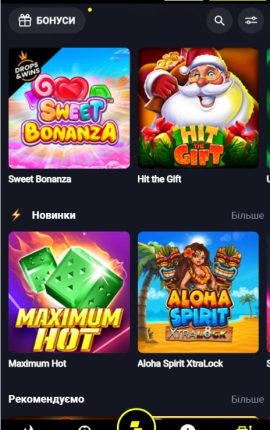 БОНУСИ
DROPS & WINS
SWEET BONANZA
HIT THE GIFT
Sweet Bonanza
Hit the Gift
Новинки
Більше
MAXIMUM HOT
ALOHA SPIRIT XTRALOCK
Maximum Hot
Aloha Spirit XtraLock
Рекомендуємо
Більше